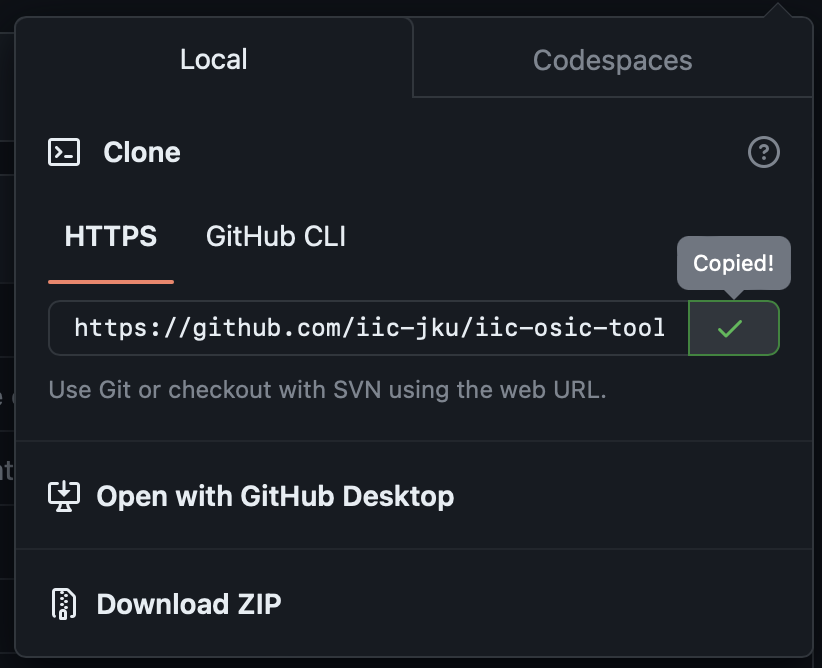 Local
Codespaces
Clone
HTTPS
GitHub CLI
Copied!
https://github.com/iic-jku/iic-osic-tool
Use Git or checkout with SVN using the web URL.
Open with GitHub Desktop
Download ZIP